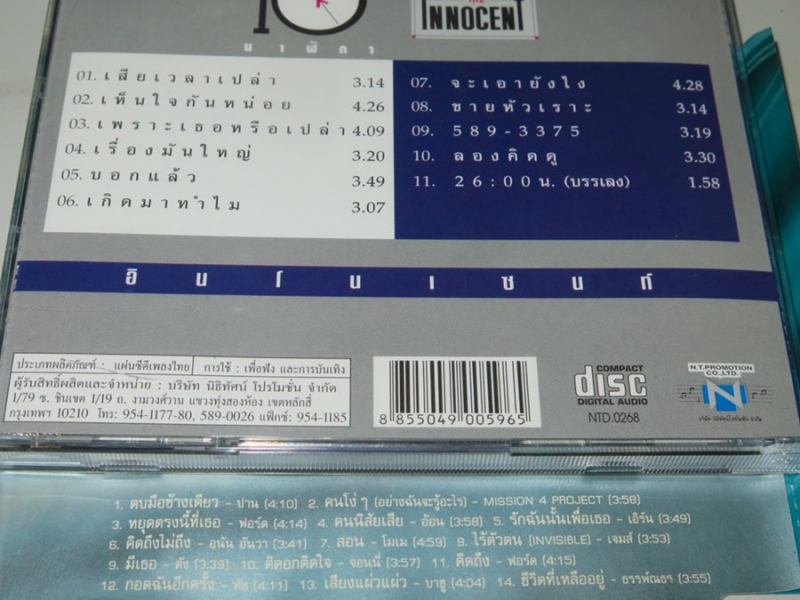 10
THE
INNOCENT
นาฬิกา
01. เสียเวลาเปล่า 3.14
02. เห็นใจกันหน่อย 4.26
03. เพราะเธอหรือเปล่า 4.09
04. เรื่องมันใหญ่ 3.20
05. บอกแล้ว 3.49
06. เกิดมาทำไม 3.07
07. จะเอายังไง 4.28
08. ขายหัวเราะ 3.14
09. 589-3375 3.19
10. ลองคิดดู 3.30
11. 26:00 น. (บรรเลง) 1.58
อินโนเซนท์
ประเภทผลิตภัณฑ์ : แผ่นซีดีเพลงไทย การใช้ : เพื่อฟัง และการบันเทิง
ผู้รับสิทธิ์ผลิตและจำหน่าย : บริษัท นิธิทัศน์ โปรโมชั่น จำกัด
1/79 ซ. ชินเขต 1/19 ถ. งามวงศ์วาน แขวงทุ่งสองห้อง เขตหลักสี่
กรุงเทพฯ 10210 โทร: 954-1177-80, 589-0026 แฟ็กซ์: 954-1185
8 855049 005965
COMPACT
disc
DIGITAL AUDIO
NTD.0268
N.T.PROMOTION
CO.,LTD.
N
บริษัท นิธิทัศน์ โปรโมชั่น จำกัด
1. ตบมือข้างเดียว - ปาน (4:10) 2. คนโง่ ๆ (อย่างฉันจะรู้อะไร) - MISSION 4 PROJECT (3:58)
3. หยุดตรงนี้ที่เธอ - ฟอร์ด (4:14) 4. คนนิสัยเสีย - อ้อน (3:58) 5. รักฉันนั้นเพื่อเธอ - เอิร์น (3:49)
6. คิดถึงไม่ถึง - อนัน อันวา (3:41) 7. สอน - โมเม (4:59) 8. ไร้ตัวตน (INVISIBLE) - เจมส์ (3:53)
9. มีเธอ - ดัง (3:39) 10. ติดอกติดใจ - จอนนี่ (3:57) 11. คิดถึง - ฟอร์ด (4:15)
12. กอดฉันอีกครั้ง - ทัช (4:11) 13. เสียงแผ่วแผ่ว - บาซู (4:04) 14. ชีวิตที่เหลืออยู่ - ธรรพ์ณธร (3:55)